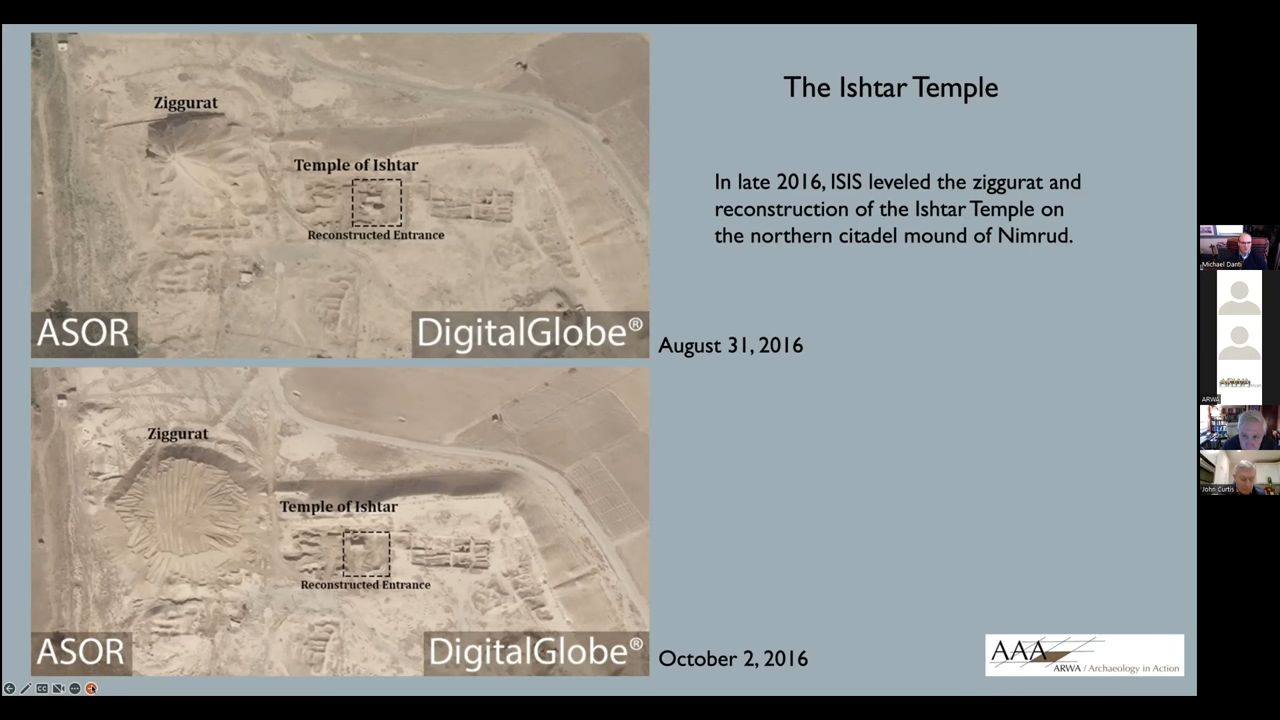 The Ishtar Temple
In late 2016, ISIS leveled the ziggurat and
reconstruction of the Ishtar Temple on
the northern citadel mound of Nimrud.
Ziggurat
Temple of Ishtar
Reconstructed Entrance
ASOR
DigitalGlobe®
August 31, 2016
Ziggurat
Temple of Ishtar
Reconstructed Entrance
ASOR
DigitalGlobe®
October 2, 2016
AAA
ARWA / Archaeology in Action
CC
Michael Danti
ARWA
John Curtis